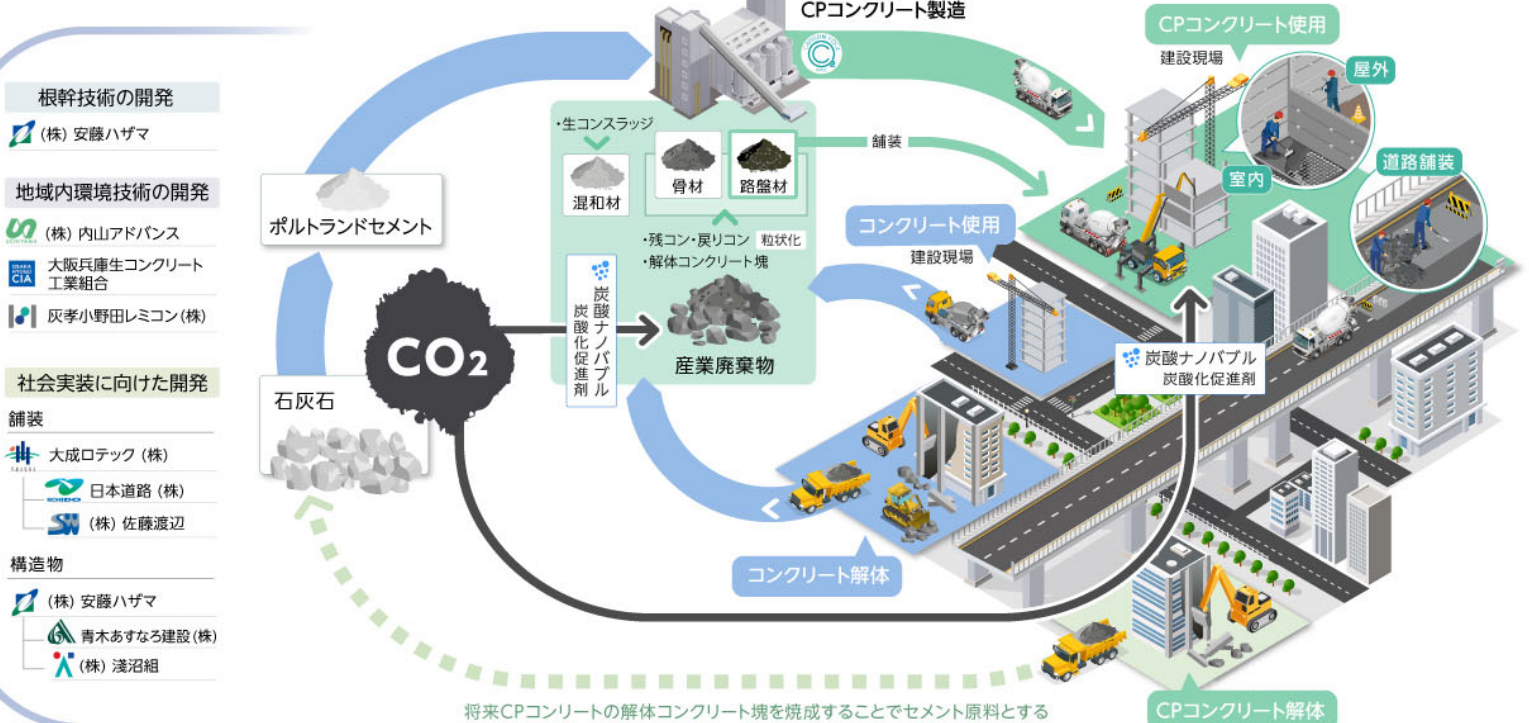 根幹技術の開発
(株) 安藤ハザマ
地域内環境技術の開発
UCHIYAMA
(株) 内山アドバンス
OSAKA
HYOGO
CIA
大阪兵庫生コンクリート
工業組合
灰孝小野田レミコン(株)
社会実装に向けた開発
舗装
TAISEI
大成ロテック (株)
NICHIDO
日本道路 (株)
SW
(株) 佐藤渡辺
構造物
(株) 安藤ハザマ
青木あすなろ建設(株)
(株) 淺沼組
CPコンクリート製造
ポルトランドセメント
石灰石
CO2
・生コンスラッジ
混和材
骨材
路盤材
・残コン・戻りコン 粒状化
・解体コンクリート塊
産業廃棄物
炭酸ナノバブル
炭酸化促進剤
舗装
CPコンクリート使用
建設現場
屋外
室内
道路舗装
コンクリート使用
建設現場
炭酸ナノバブル
炭酸化促進剤
コンクリート解体
CPコンクリート解体
将来CPコンリートの解体コンクリート塊を焼成することでセメント原料とする